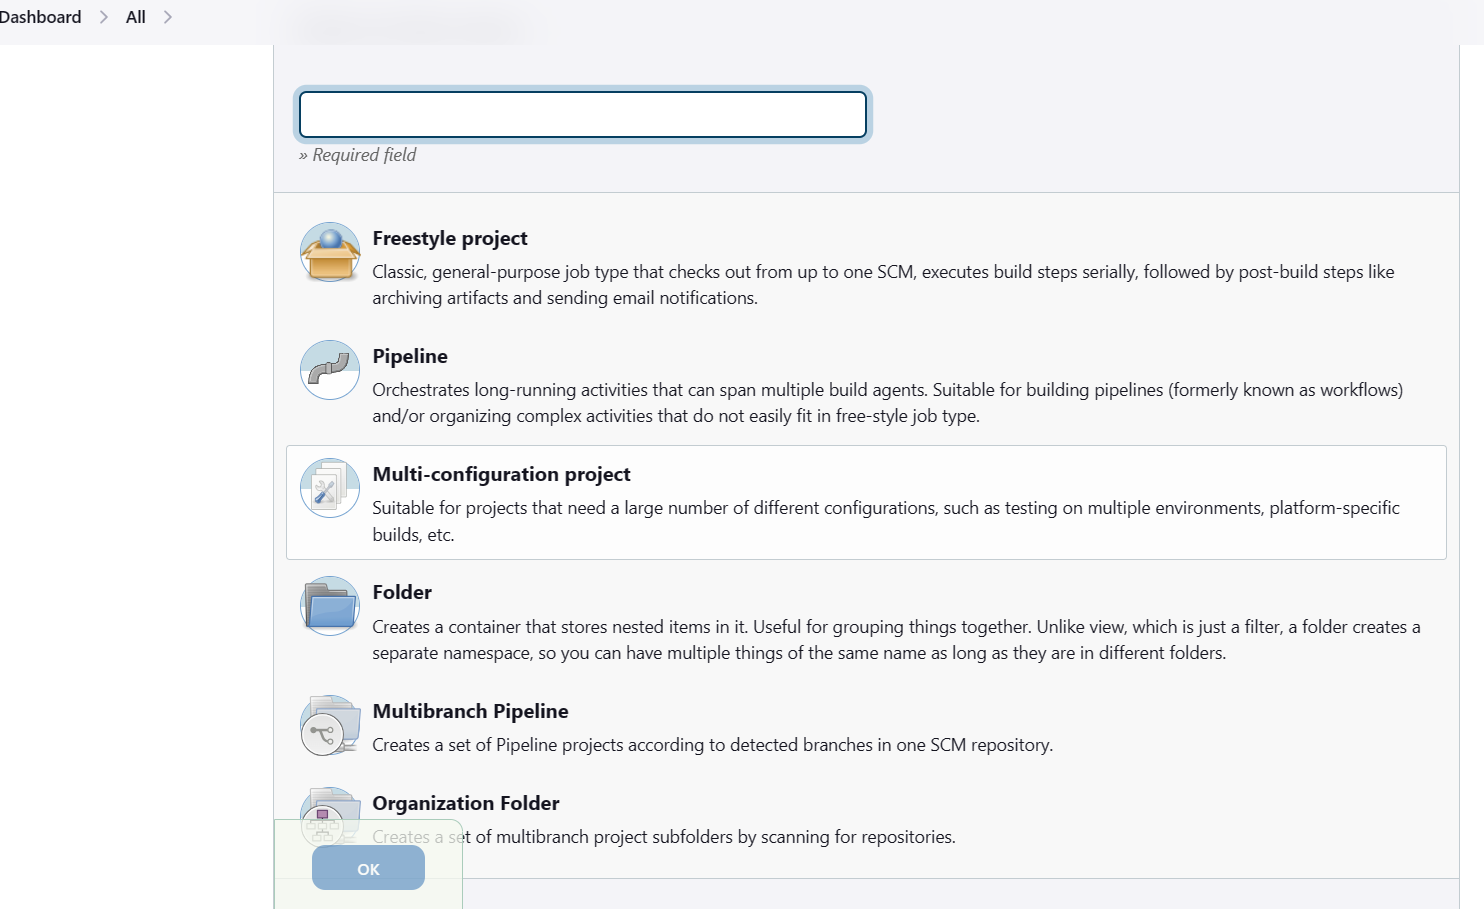 Dashboard > All >
» Required field
Freestyle project
Classic, general-purpose job type that checks out from up to one SCM, executes build steps serially, followed by post-build steps like
archiving artifacts and sending email notifications.
Pipeline
Orchestrates long-running activities that can span multiple build agents. Suitable for building pipelines (formerly known as workflows)
and/or organizing complex activities that do not easily fit in free-style job type.
Multi-configuration project
Suitable for projects that need a large number of different configurations, such as testing on multiple environments, platform-specific
builds, etc.
Folder
Creates a container that stores nested items in it. Useful for grouping things together. Unlike view, which is just a filter, a folder creates a
separate namespace, so you can have multiple things of the same name as long as they are in different folders.
Multibranch Pipeline
Creates a set of Pipeline projects according to detected branches in one SCM repository.
Organization Folder
Creates a set of multibranch project subfolders by scanning for repositories.
OK